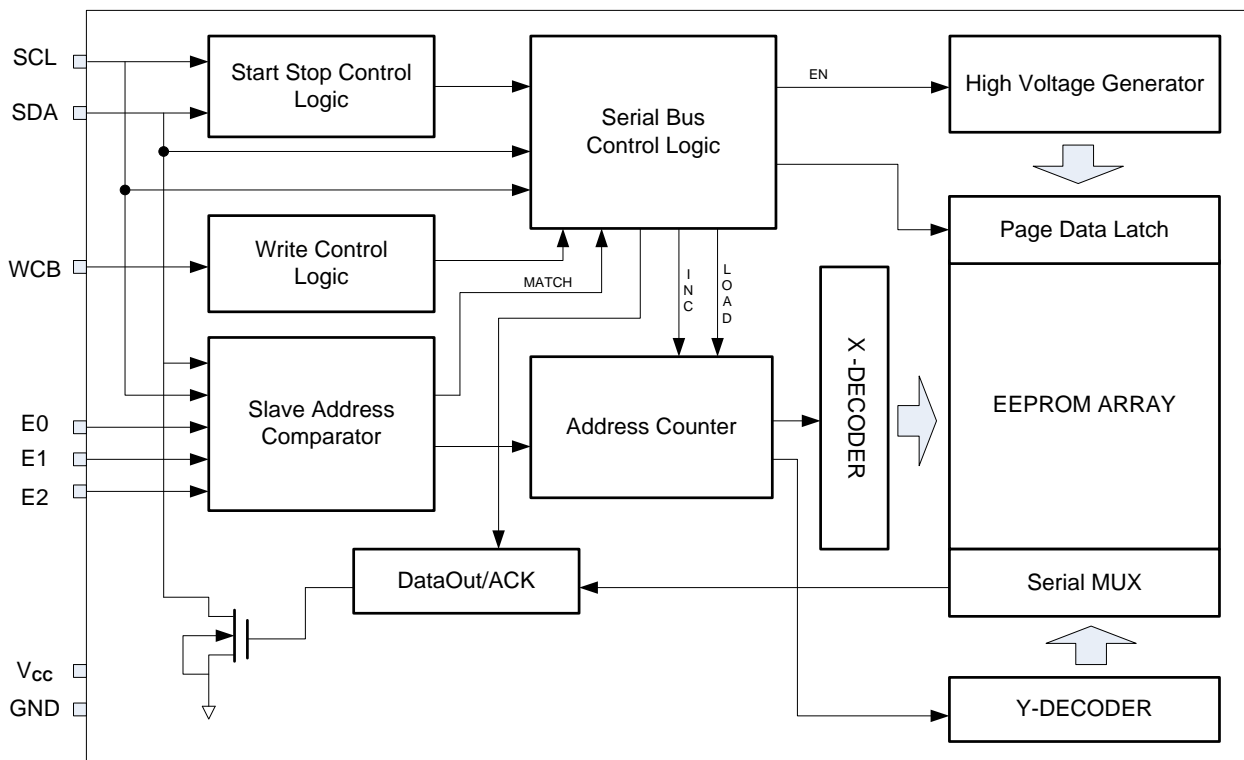 SCL
SDA
WCB
E0
E1
E2
Vcc
GND
Start Stop Control
Logic
Serial Bus
Control Logic
EN
High Voltage Generator
Write Control
Logic
MATCH
INC
LOAD
Page Data Latch
Slave Address
Comparator
Address Counter
X -DECODER
EEPROM ARRAY
DataOut/ACK
Serial MUX
Y-DECODER